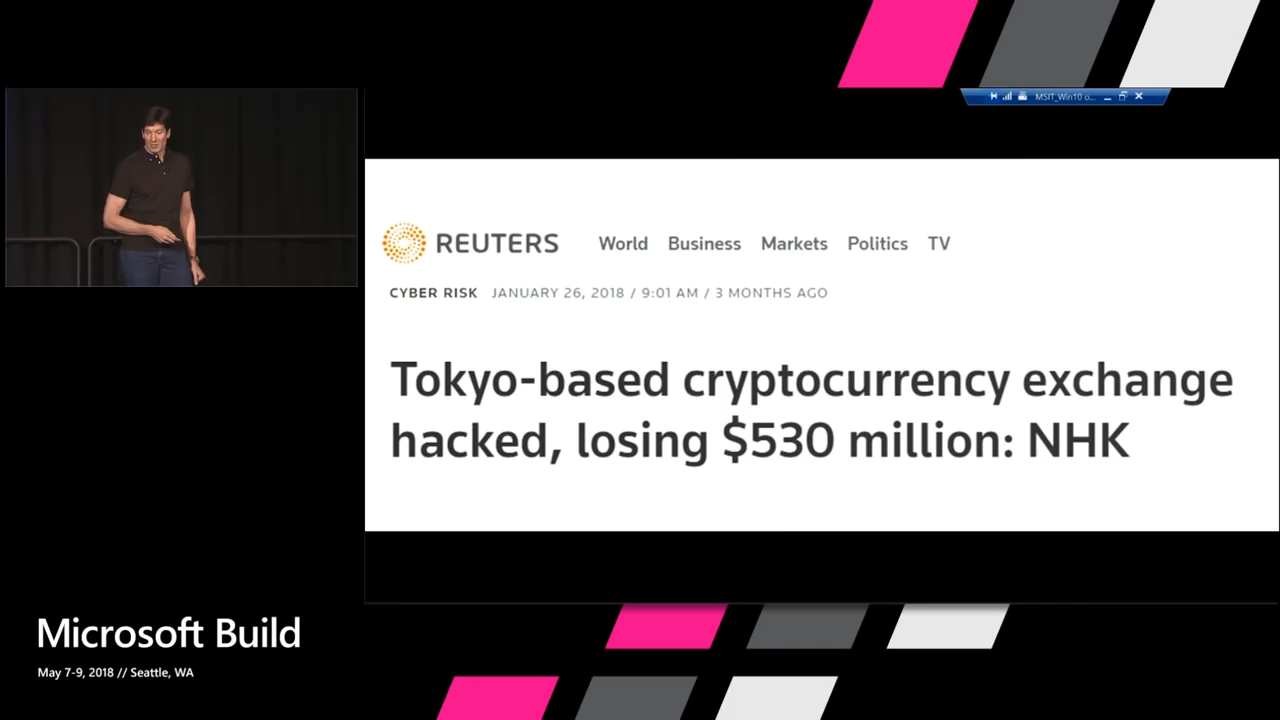 MSIT_Win10 o...
REUTERS
World Business Markets Politics TV
CYBER RISK JANUARY 26, 2018 / 9:01 AM / 3 MONTHS AGO
Tokyo-based cryptocurrency exchange
hacked, losing $530 million: NHK
Microsoft Build
May 7-9, 2018 // Seattle, WA